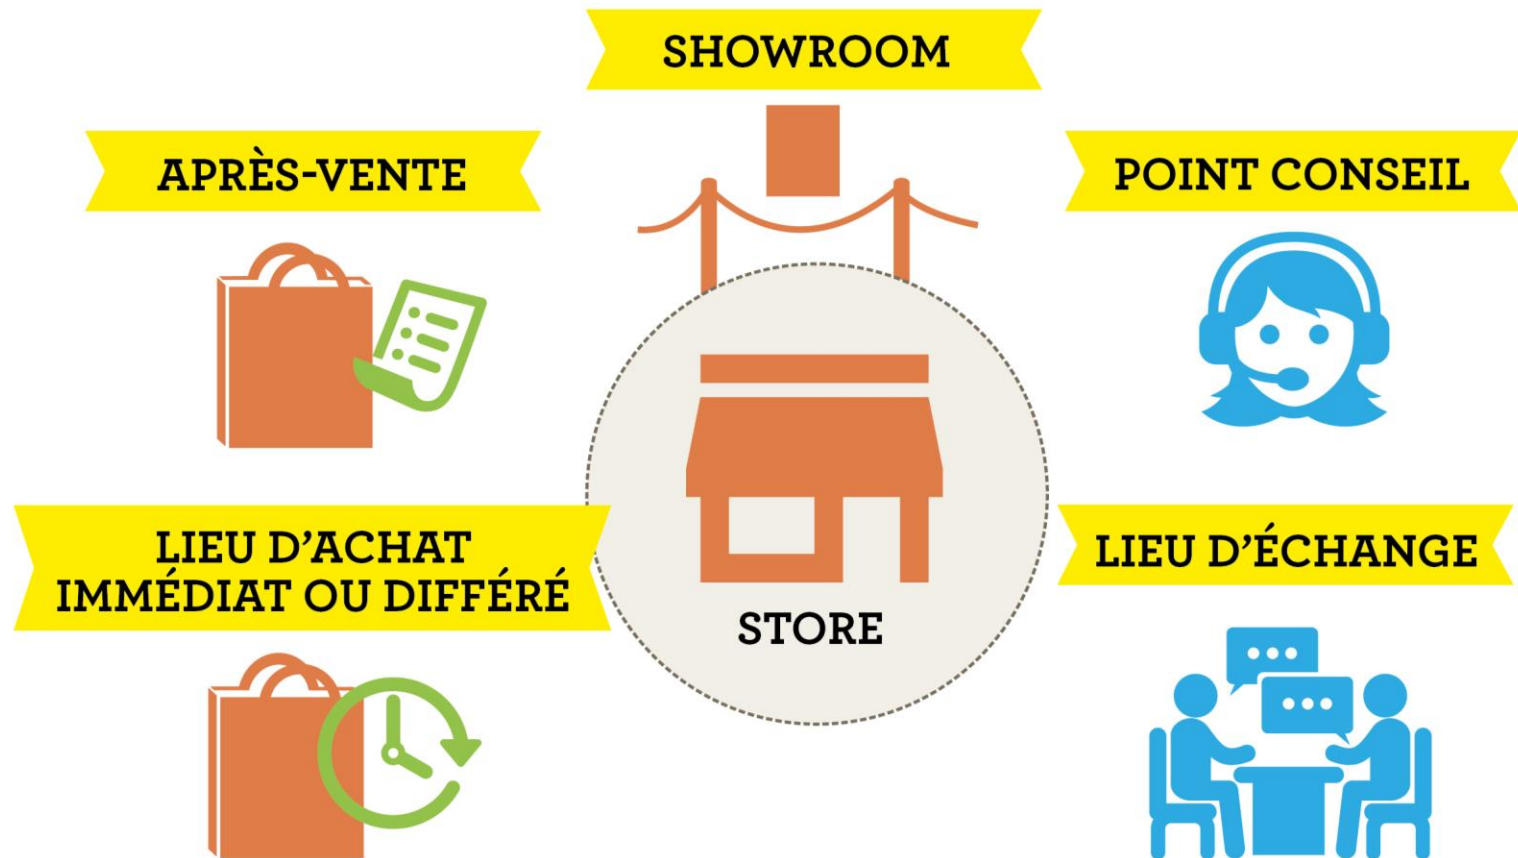 SHOWROOM
APRÈS-VENTE
POINT CONSEIL
LIEU D'ACHAT
IMMÉDIAT OU DIFFÉRÉ
LIEU D'ÉCHANGE
STORE